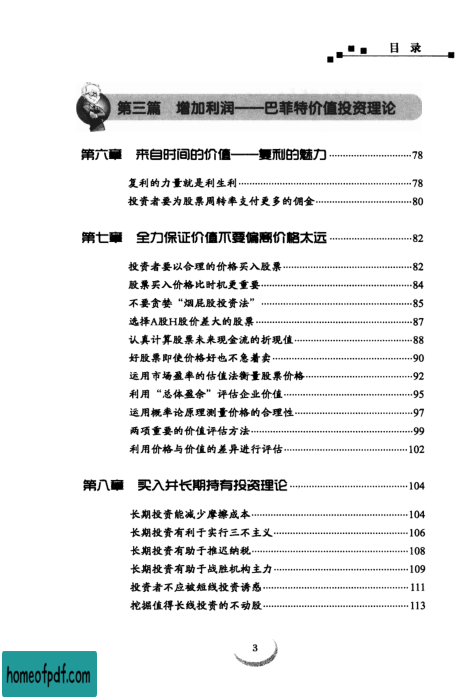 目 录
第三篇 增加利润——巴菲特价值投资理论
第六章 来自时间的价值——复利的魅力 ……………………… 78
复利的力量就是利生利 ……………………… 78
投资者要为股票周转率支付更多的佣金 ……………………… 80
第七章 全力保证价值不要偏离价格太远 ……………………… 82
投资者要以合理的价格买入股票 ……………………… 82
股票买入价格比时机更重要 ……………………… 84
不要贪婪“烟屁股投资法” ……………………… 85
选择A股H股价差大的股票 ……………………… 87
认真计算股票未来现金流的折现值 ……………………… 88
好股票即使价格好也不急着卖 ……………………… 90
运用市场盈率的估值法衡量股票价格 ……………………… 92
利用“总体盈余”评估企业价值 ……………………… 95
运用概率论原理测量价格的合理性 ……………………… 97
两项重要的价值评估方法 ……………………… 99
利用价格与价值的差异进行评估 ……………………… 102
第八章 买入并长期持有投资理论 ……………………… 104
长期投资能减少摩擦成本 ……………………… 104
长期投资有利于实行三不主义 ……………………… 106
长期投资有助于推迟纳税 ……………………… 108
长期投资有助于战胜机构主力 ……………………… 109
投资者不应被短线投资诱惑 ……………………… 111
挖掘值得长线投资的不动股 ……………………… 113
3
homeofpdf.com